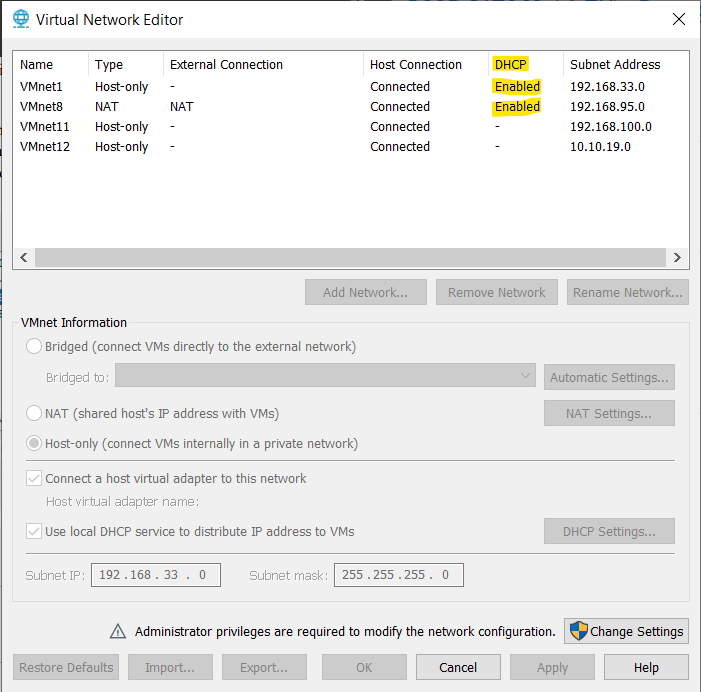 Virtual Network Editor
Name Type External Connection Host Connection DHCP Subnet Address
VMnet1 Host-only - Connected Enabled 192.168.33.0
VMnet8 NAT NAT Connected Enabled 192.168.95.0
VMnet11 Host-only - Connected - 192.168.100.0
VMnet12 Host-only - Connected - 10.10.19.0
Add Network... Remove Network Rename Network...
VMnet Information
Bridged (connect VMs directly to the external network)
Bridged to: Automatic Settings...
NAT (shared host's IP address with VMs) NAT Settings...
Host-only (connect VMs internally in a private network)
Connect a host virtual adapter to this network
Host virtual adapter name:
Use local DHCP service to distribute IP address to VMs DHCP Settings...
Subnet IP: 192 . 168 . 33 . 0 Subnet mask: 255 . 255 . 255 . 0
Administrator privileges are required to modify the network configuration. Change Settings
Restore Defaults Import... Export... OK Cancel Apply Help